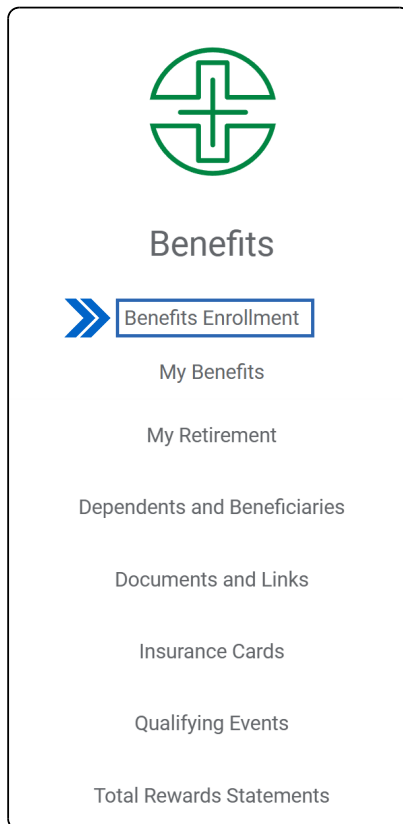 Benefits
Benefits Enrollment
My Benefits
My Retirement
Dependents and Beneficiaries
Documents and Links
Insurance Cards
Qualifying Events
Total Rewards Statements